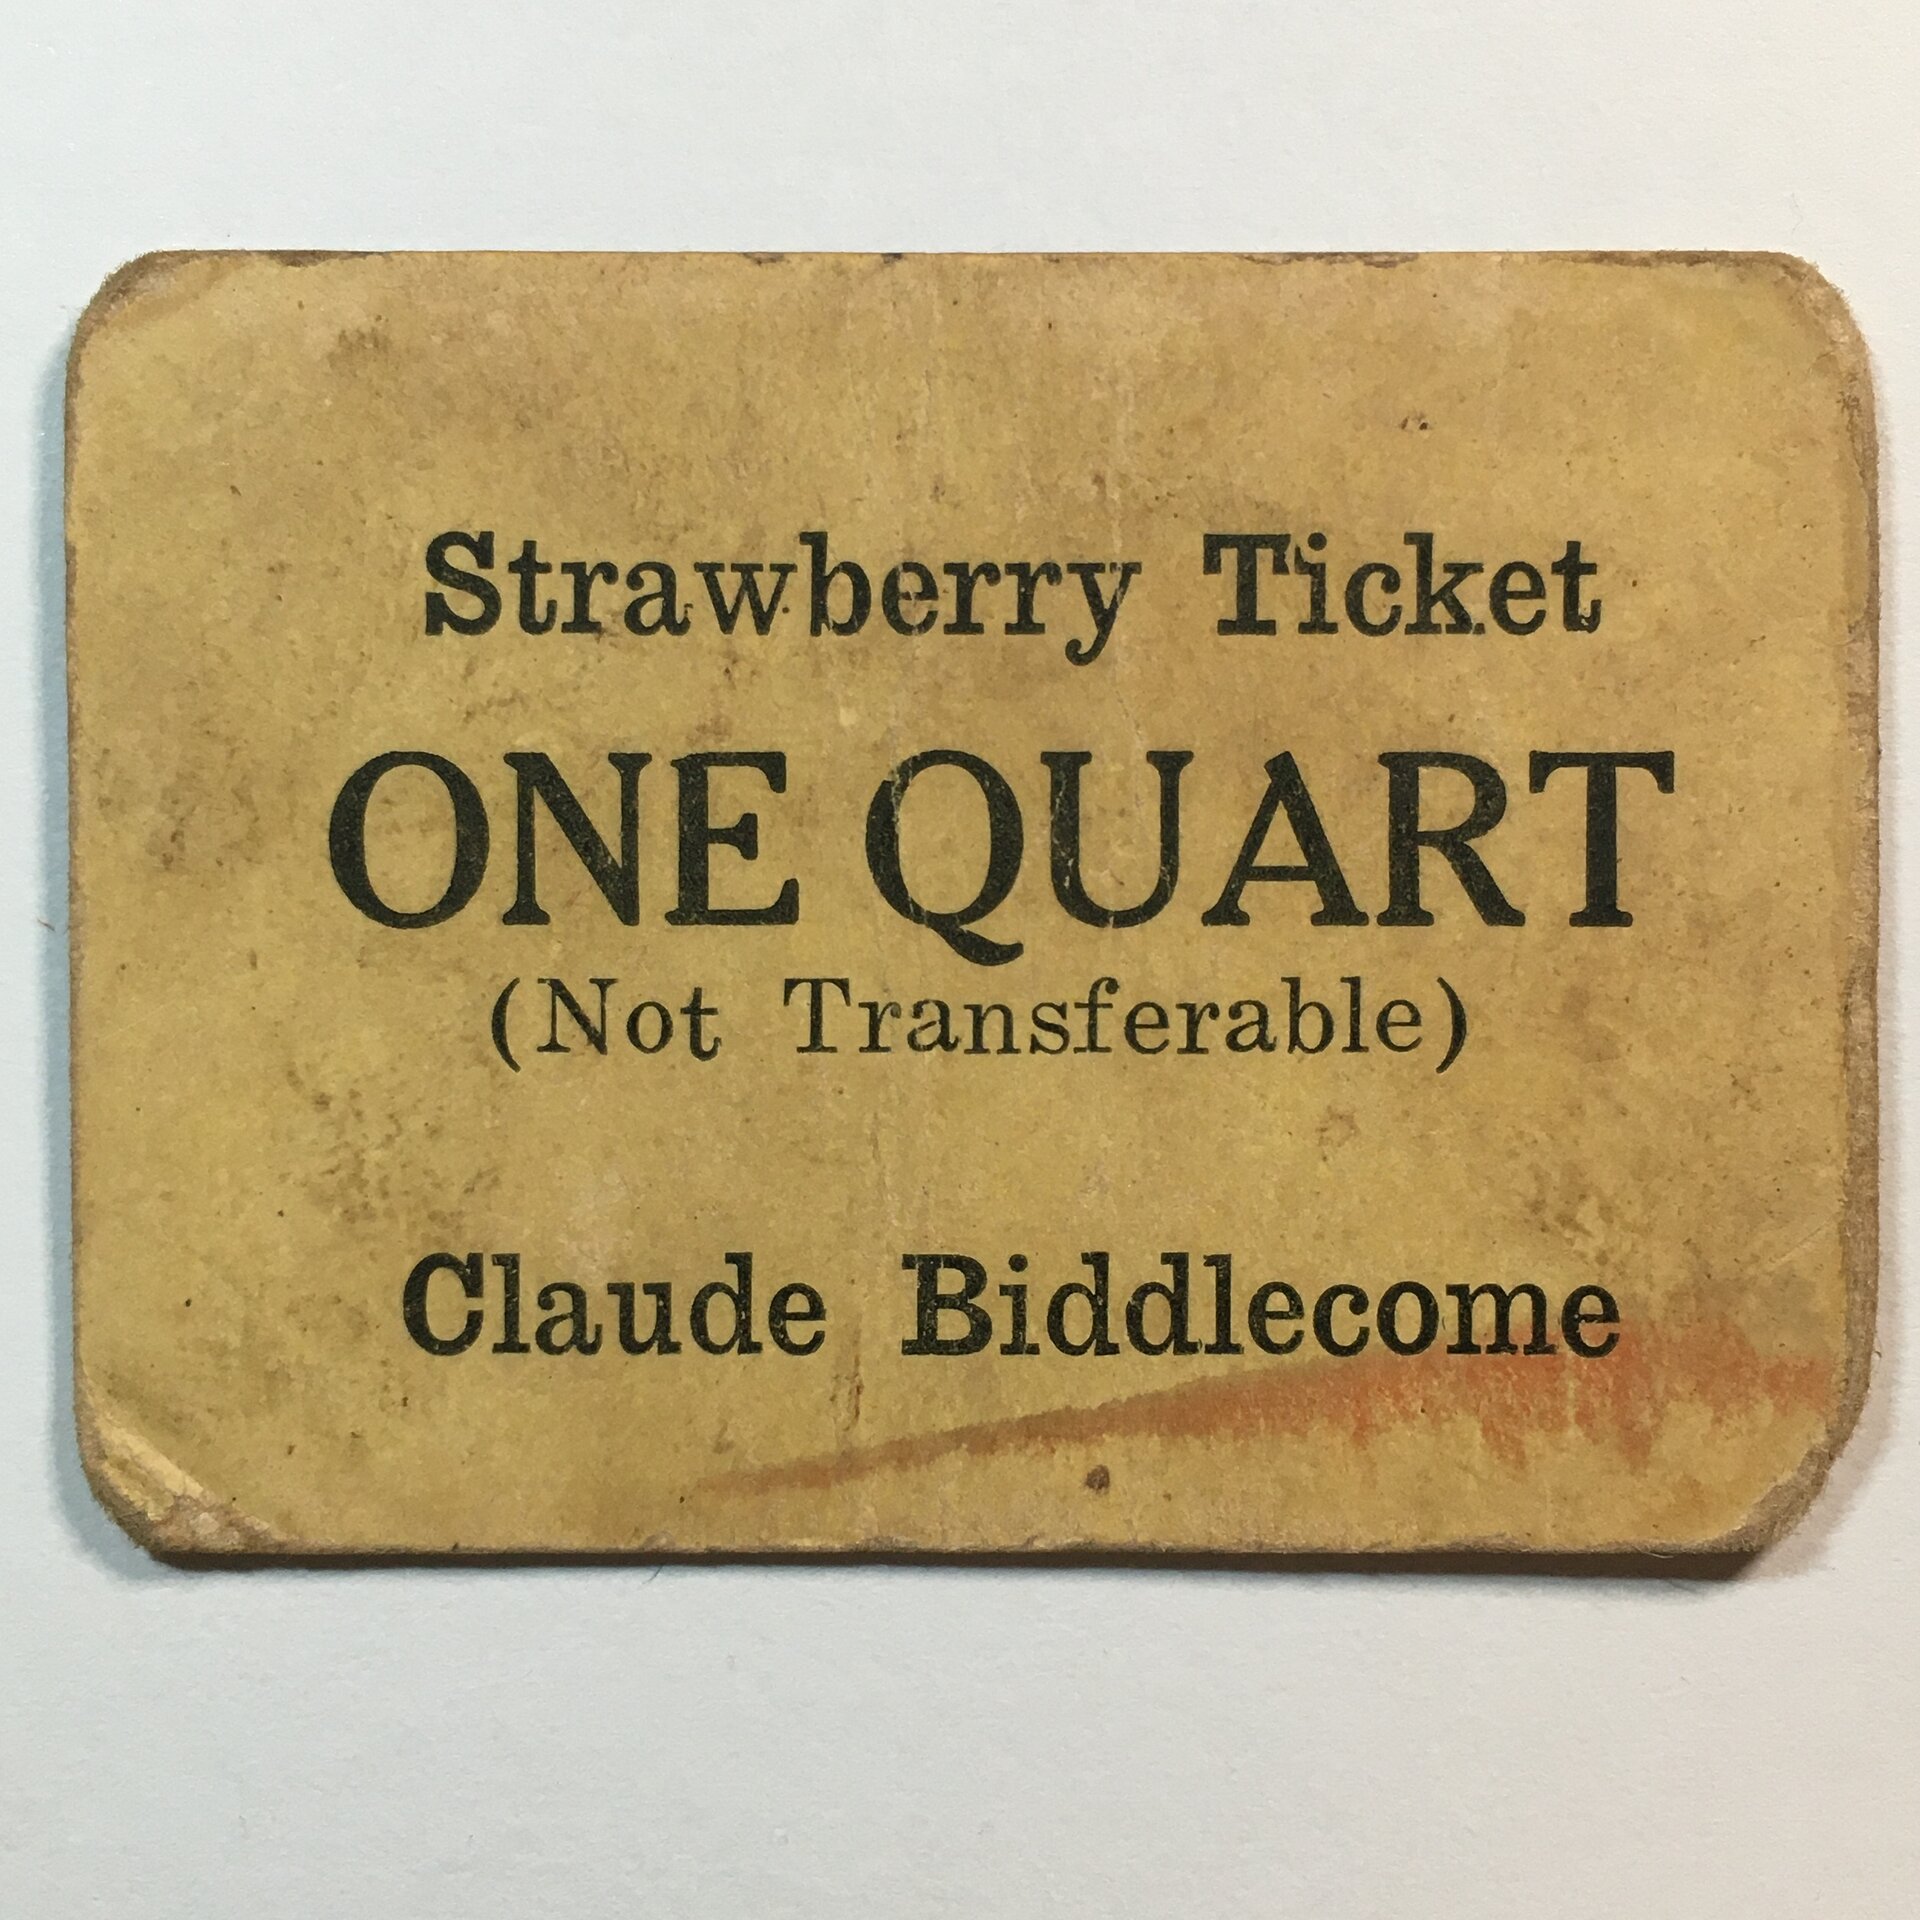 Strawberry Ticket
ONE QUART
(Not Transferable)
Claude Biddlecome